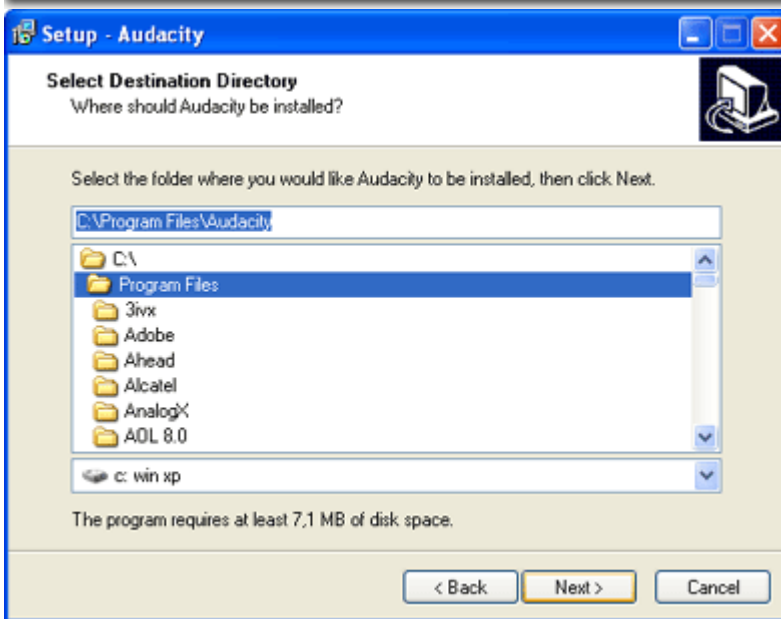 Setup - Audacity
Select Destination Directory
Where should Audacity be installed?
Select the folder where you would like Audacity to be installed, then click Next.
C:\Program Files\Audacity
C:\
Program Files
3ivx
Adobe
Ahead
Alcatel
AnalogX
AOL 8.0
c: win xp
The program requires at least 7,1 MB of disk space.
< Back Next > Cancel